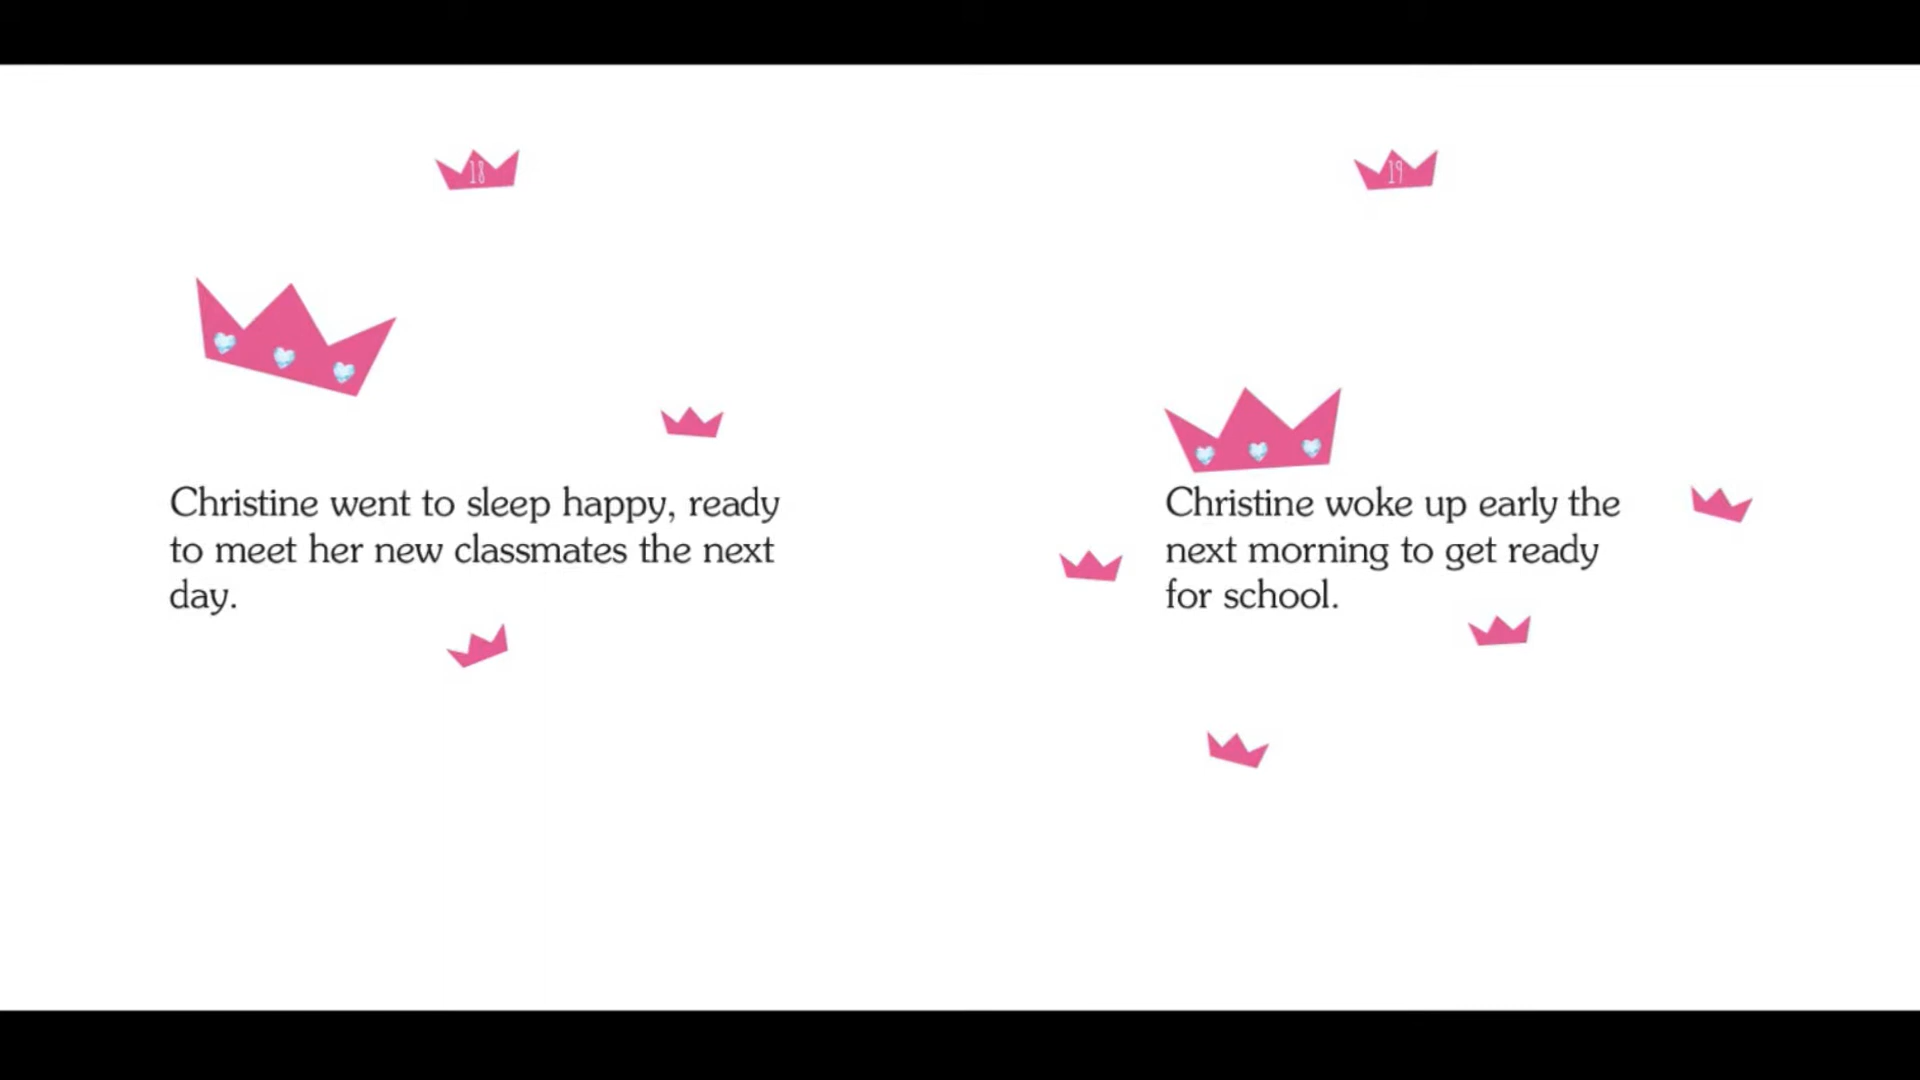 18
Christine went to sleep happy, ready
to meet her new classmates the next
day.
19
Christine woke up early the
next morning to get ready
for school.